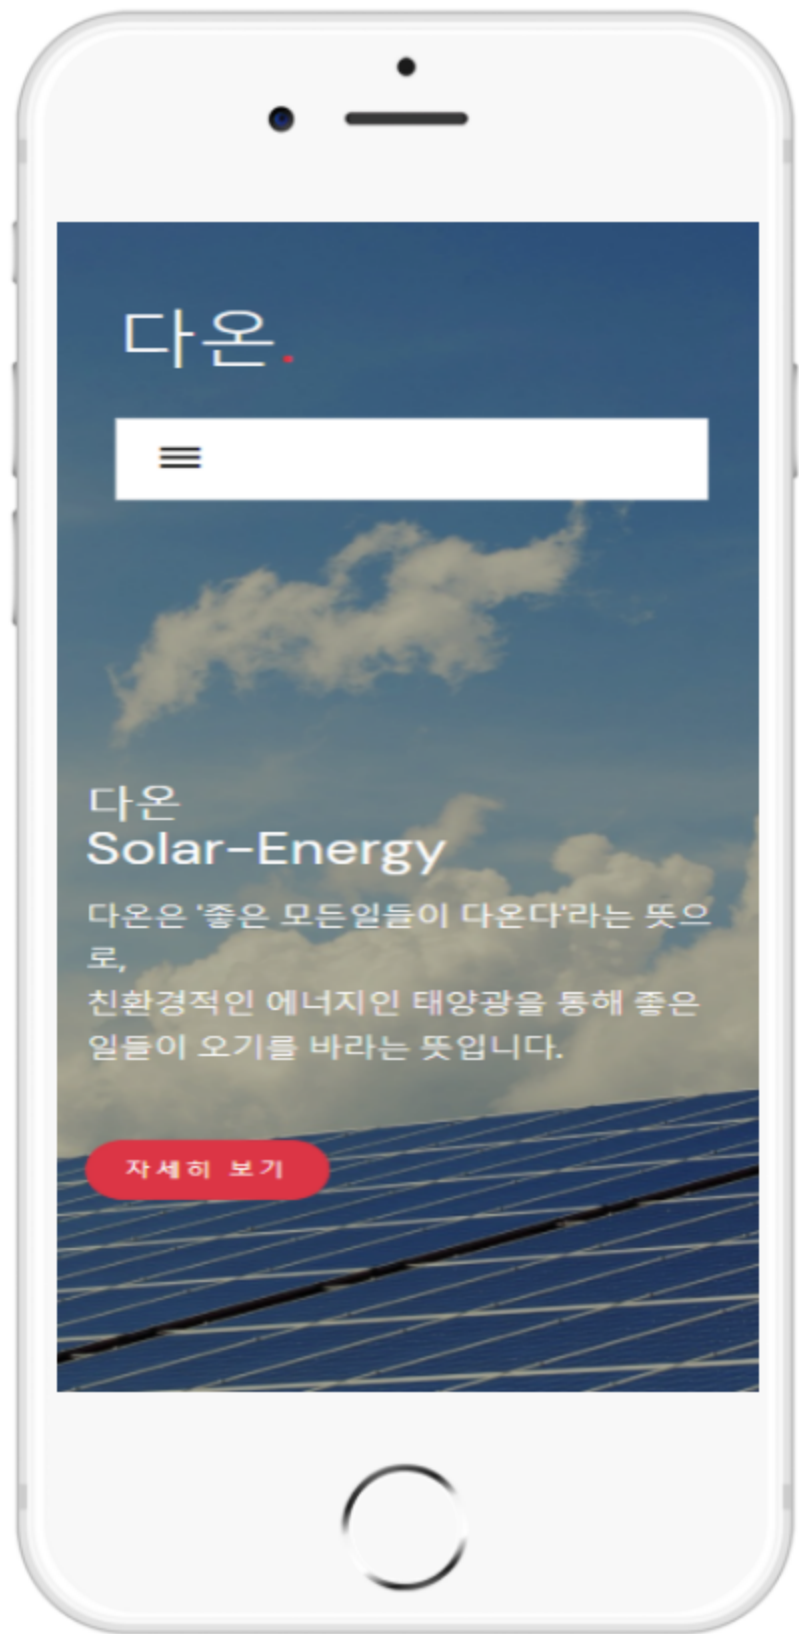 다온.
다온
Solar-Energy
다온은 '좋은 모든일들이 다온다'라는 뜻으
로,
친환경적인 에너지인 태양광을 통해 좋은
일들이 오기를 바라는 뜻입니다.
자세히 보기